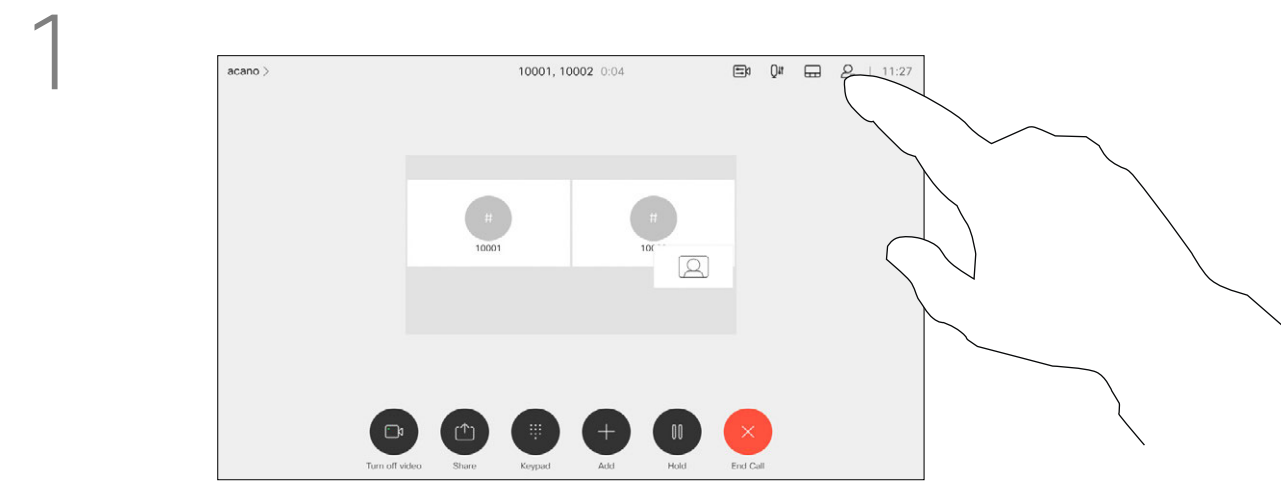 1
acano >
10001, 10002 0:04
11:27
#
#
10001
Turn off video
Share
Keypad
Add
Hold
End Call